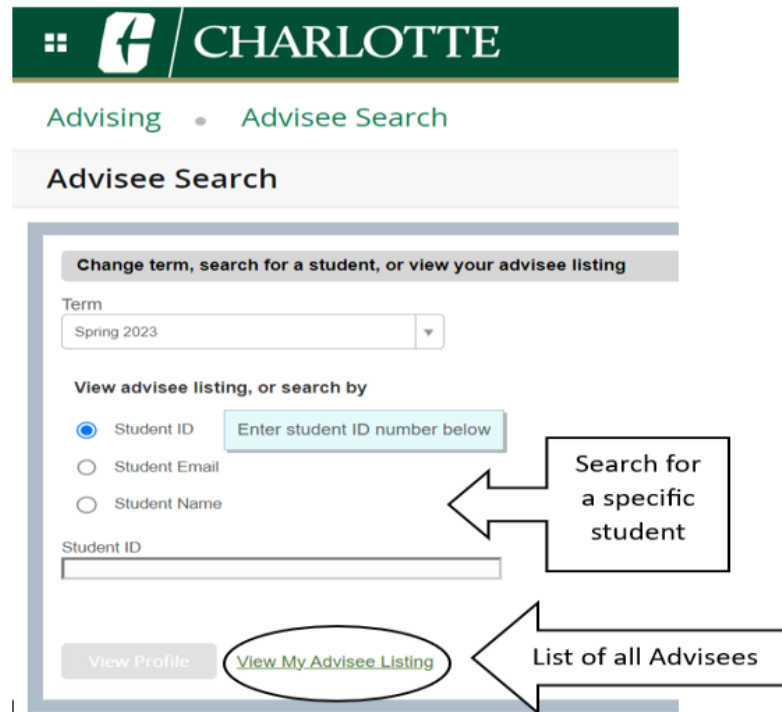 CHARLOTTE
Advising • Advisee Search
Advisee Search
Change term, search for a student, or view your advisee listing
Term
Spring 2023
View advisee listing, or search by
Student ID
Enter student ID number below
Student Email
Student Name
Search for
a specific
student
Student ID
View Profile
View My Advisee Listing
List of all Advisees